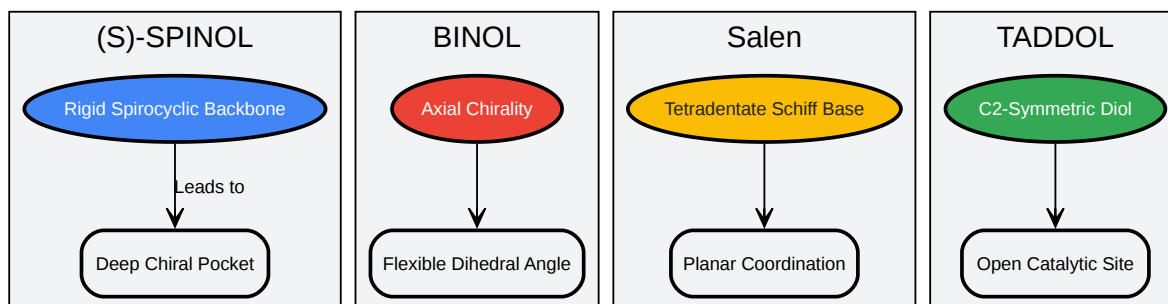 (S)-SPINOL
Rigid Spirocyclic Backbone
Leads to
Deep Chiral Pocket
BINOL
Axial Chirality
Flexible Dihedral Angle
Salen
Tetradentate Schiff Base
Planar Coordination
TADDOL
C2-Symmetric Diol
Open Catalytic Site